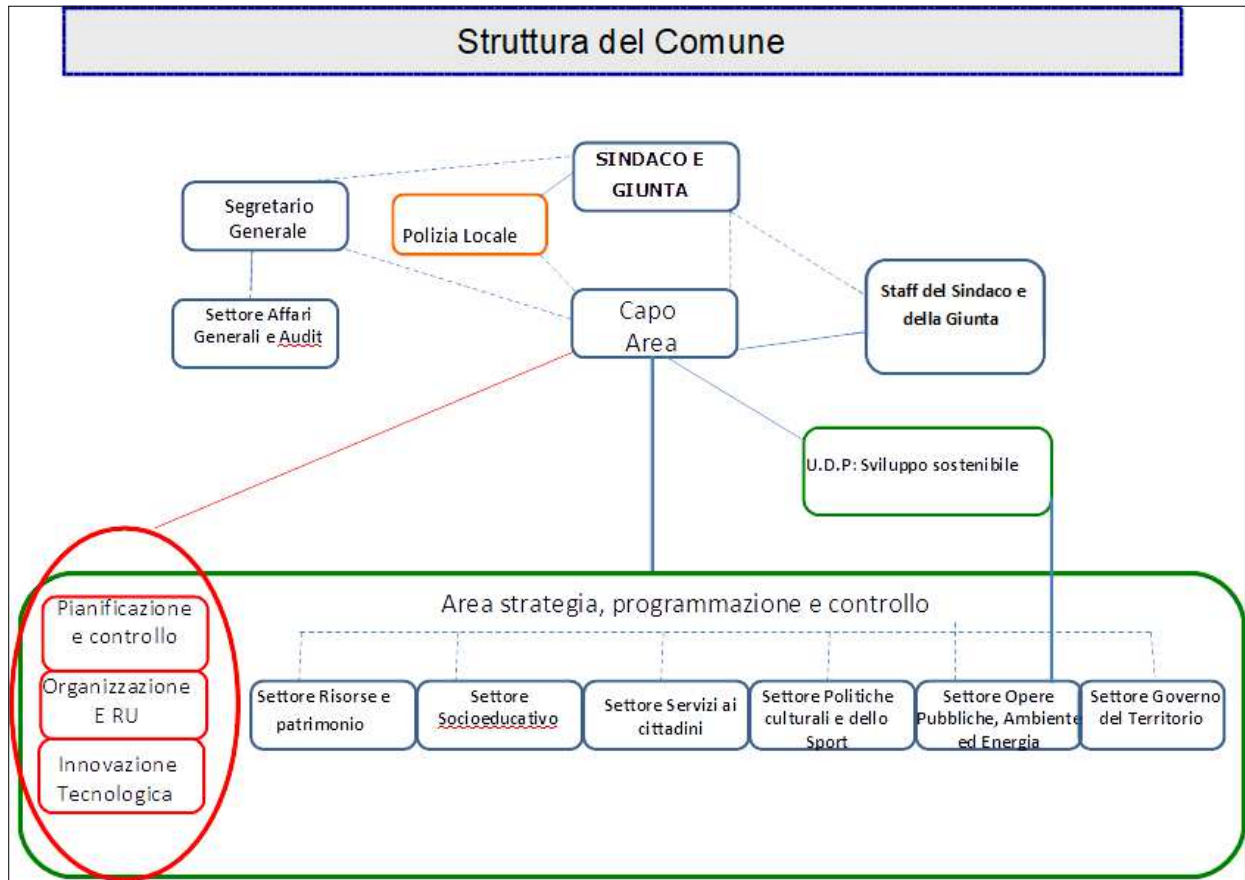 Struttura del Comune
SINDACO E
GIUNTA
Segretario
Generale
Polizia Locale
Staff del Sindaco e
della Giunta
Capo
Area
Settore Affari
Generali e Audit
U.D.P: Sviluppo sostenibile
Area strategia, programmazione e controllo
Pianificazione
e controllo
Organizzazione
E RU
Innovazione
Tecnologica
Settore Risorse e
patrimonio
Settore
Socioeducativo
Settore Servizi ai
cittadini
Settore Politiche
culturali e dello
Sport
Settore Opere
Pubbliche, Ambiente
ed Energia
Settore Governo
del Territorio